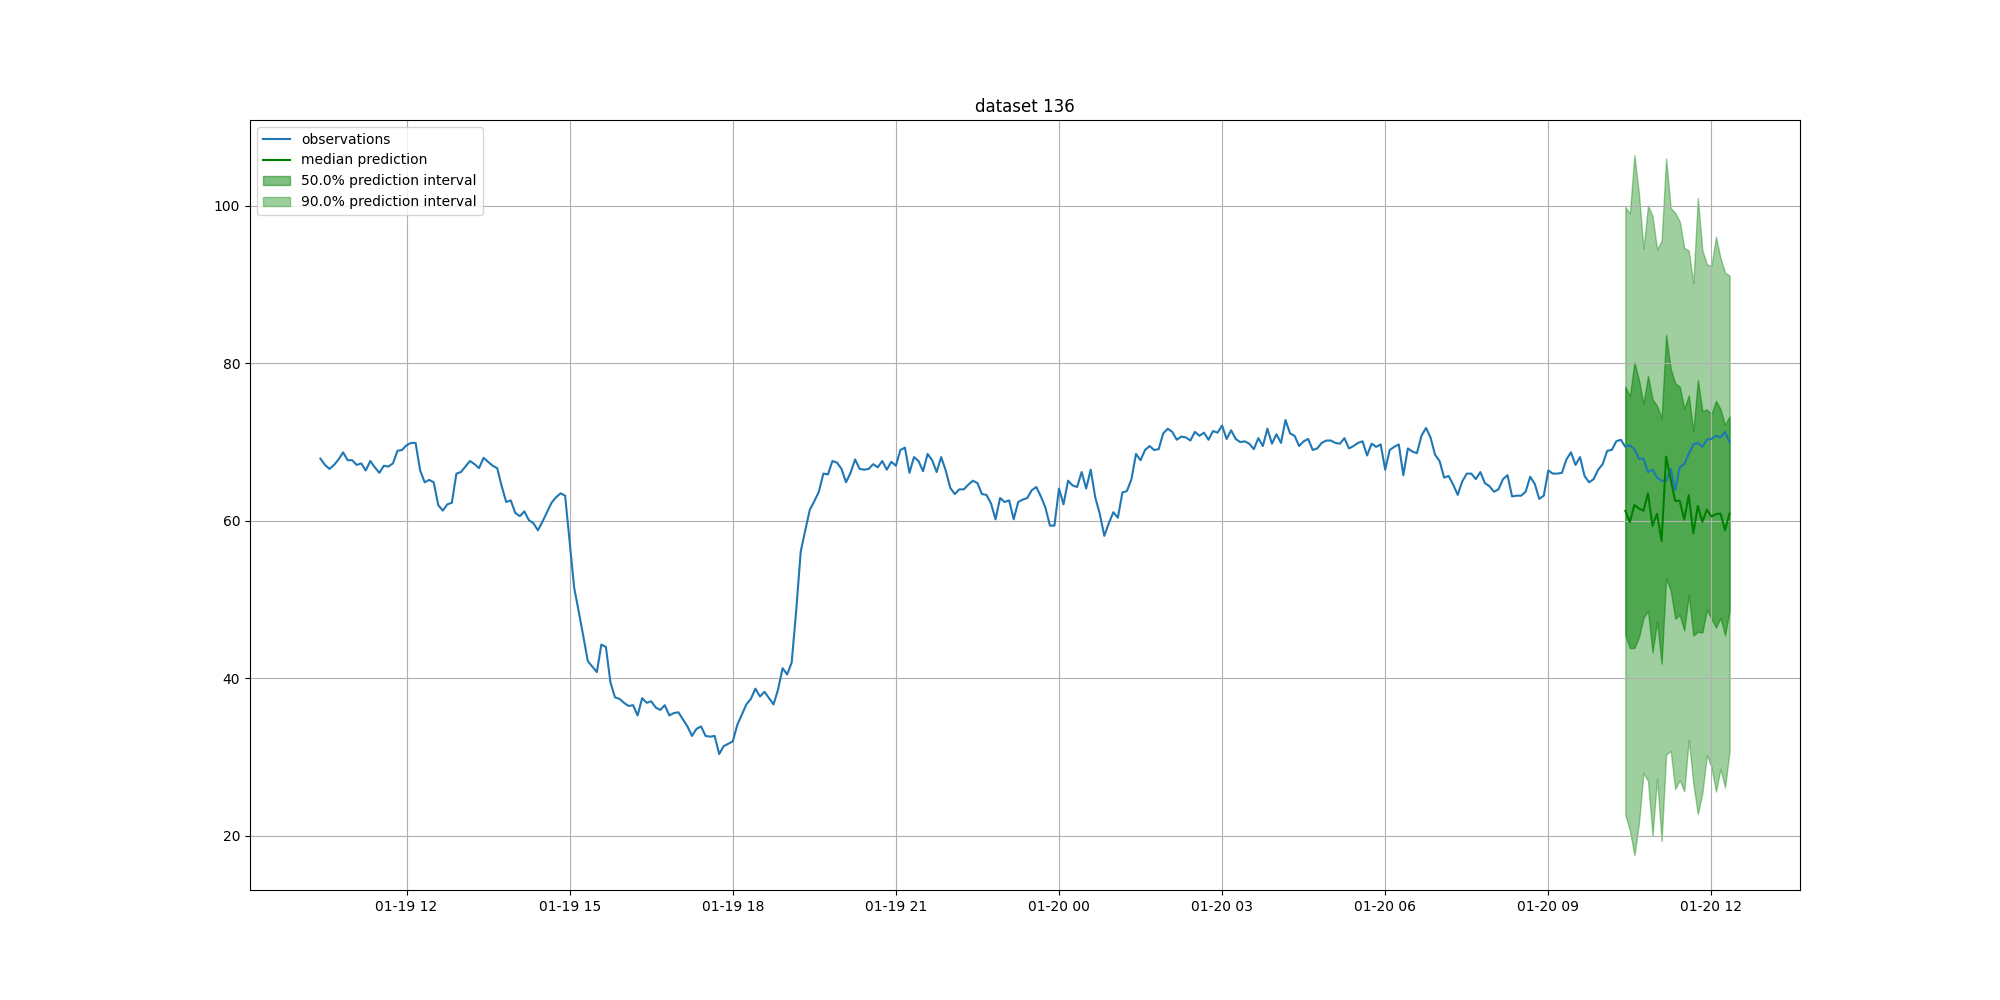 dataset 136
observations
median prediction
50.0% prediction interval
90.0% prediction interval
100
80
60
40
20
01-19 12
01-19 15
01-19 18
01-19 21
01-20 00
01-20 03
01-20 06
01-20 09
01-20 12